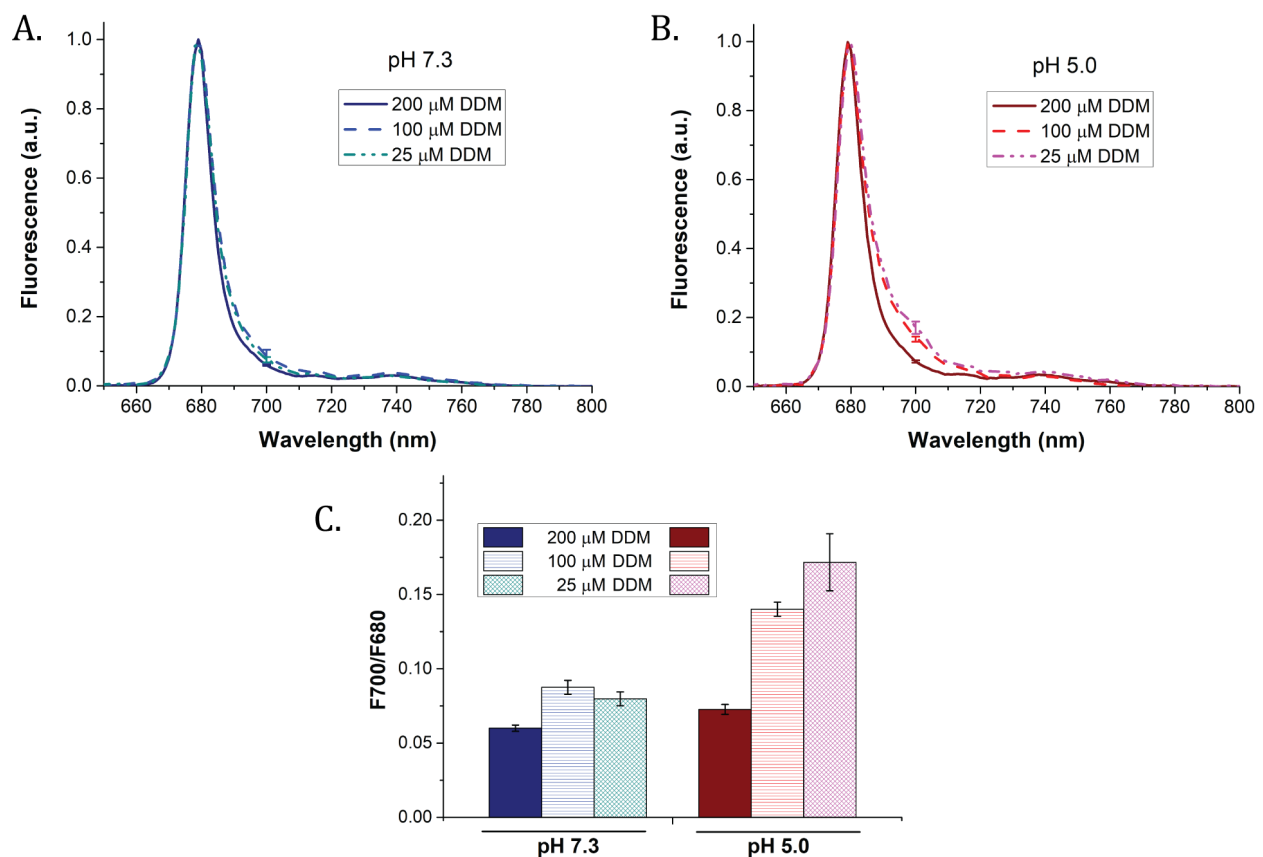 A.
pH 7.3
200 μM DDM
100 μM DDM
25 μM DDM
Fluorescence (a.u.)
1.0
0.8
0.6
0.4
0.2
0.0
660 680 700 720 740 760 780 800
Wavelength (nm)
B.
pH 5.0
200 μM DDM
100 μM DDM
25 μM DDM
Fluorescence (a.u.)
1.0
0.8
0.6
0.4
0.2
0.0
660 680 700 720 740 760 780 800
Wavelength (nm)
C.
200 μM DDM
100 μM DDM
25 μM DDM
F700/F680
0.20
0.15
0.10
0.05
0.00
pH 7.3 pH 5.0